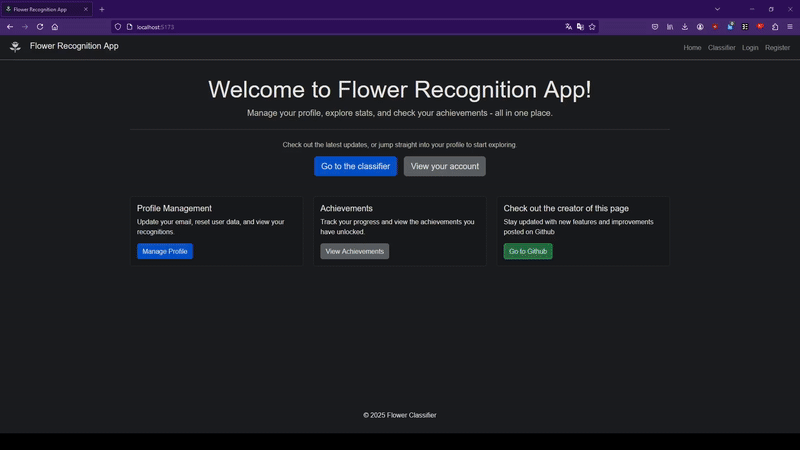 Flower Recognition App
localhost:5173
Flower Recognition App
Home Classifier Login Register
Welcome to Flower Recognition App!
Manage your profile, explore stats, and check your achievements - all in one place.
Check out the latest updates, or jump straight into your profile to start exploring.
Go to the classifier
View your account
Profile Management
Update your email, reset user data, and view your
recognitions.
Manage Profile
Achievements
Track your progress and view the achievements you
have unlocked.
View Achievements
Check out the creator of this page
Stay updated with new features and improvements
posted on Github
Go to Github
© 2025 Flower Classifier